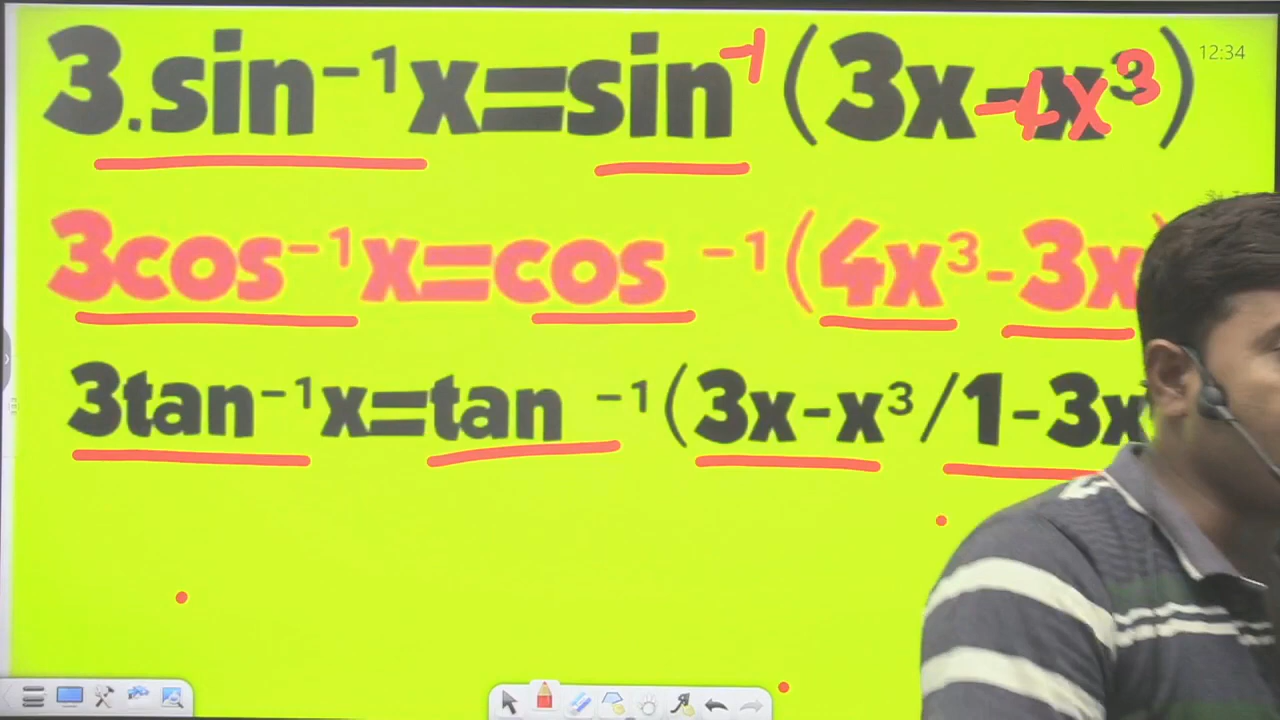 3.sin⁻¹x=sin⁻¹(3x-4x³)
12:34
3cos⁻¹x=cos ⁻¹(4x³-3x
3tan⁻¹x=tan ⁻¹(3x-x³/1-3x